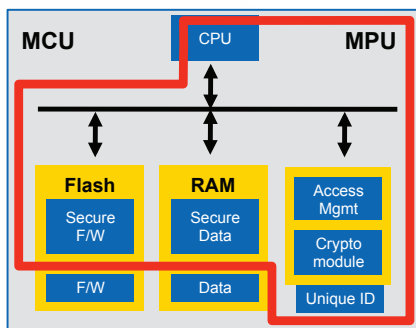 MCU
CPU
MPU
Flash
Secure
F/W
F/W
RAM
Secure
Data
Data
Access
Mgmt
Crypto
module
Unique ID